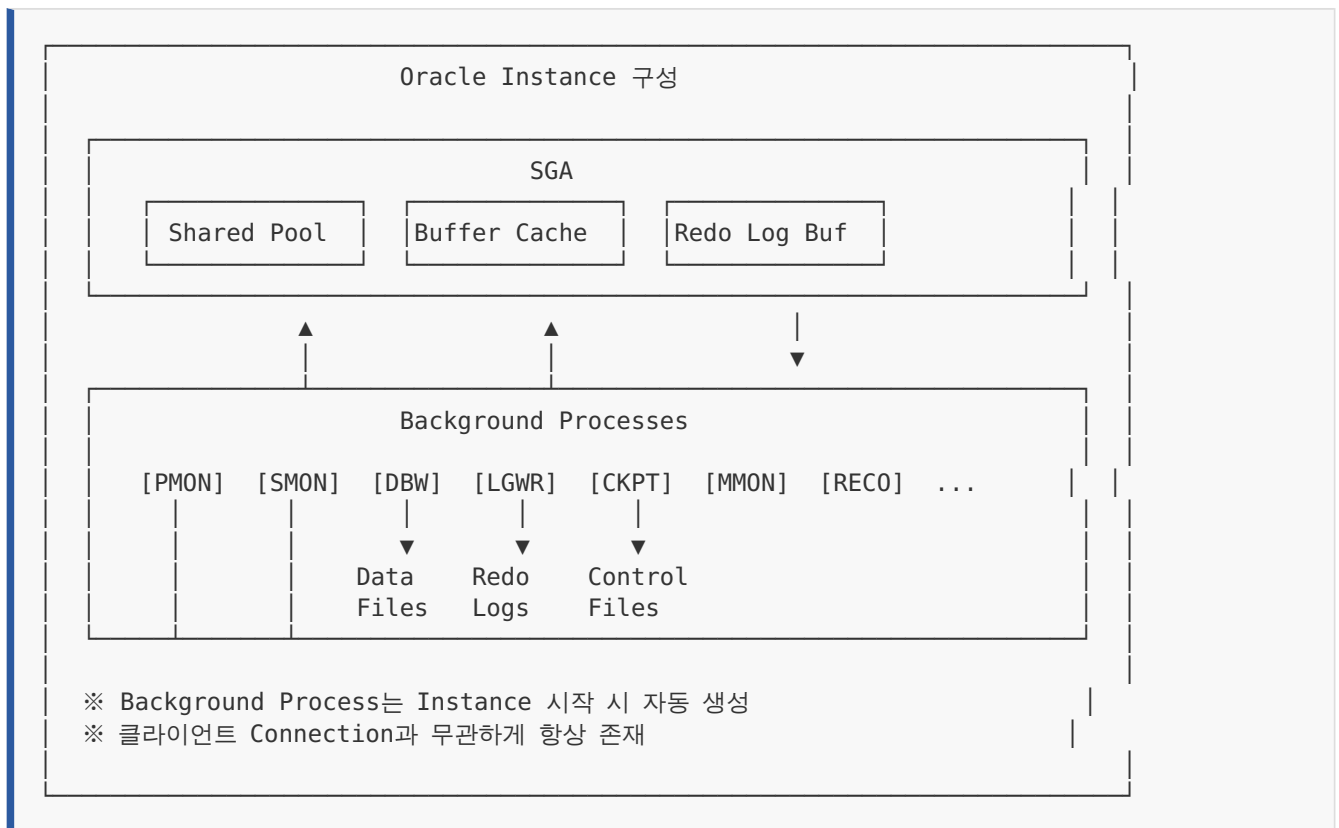 Oracle Instance 구성
SGA
Shared Pool Buffer Cache Redo Log Buf
Background Processes
[PMON] [SMON] [DBW] [LGWR] [CKPT] [MMON] [RECO] ...
Data Redo Control
Files Logs Files
※ Background Process는 Instance 시작 시 자동 생성
※ 클라이언트 Connection과 무관하게 항상 존재